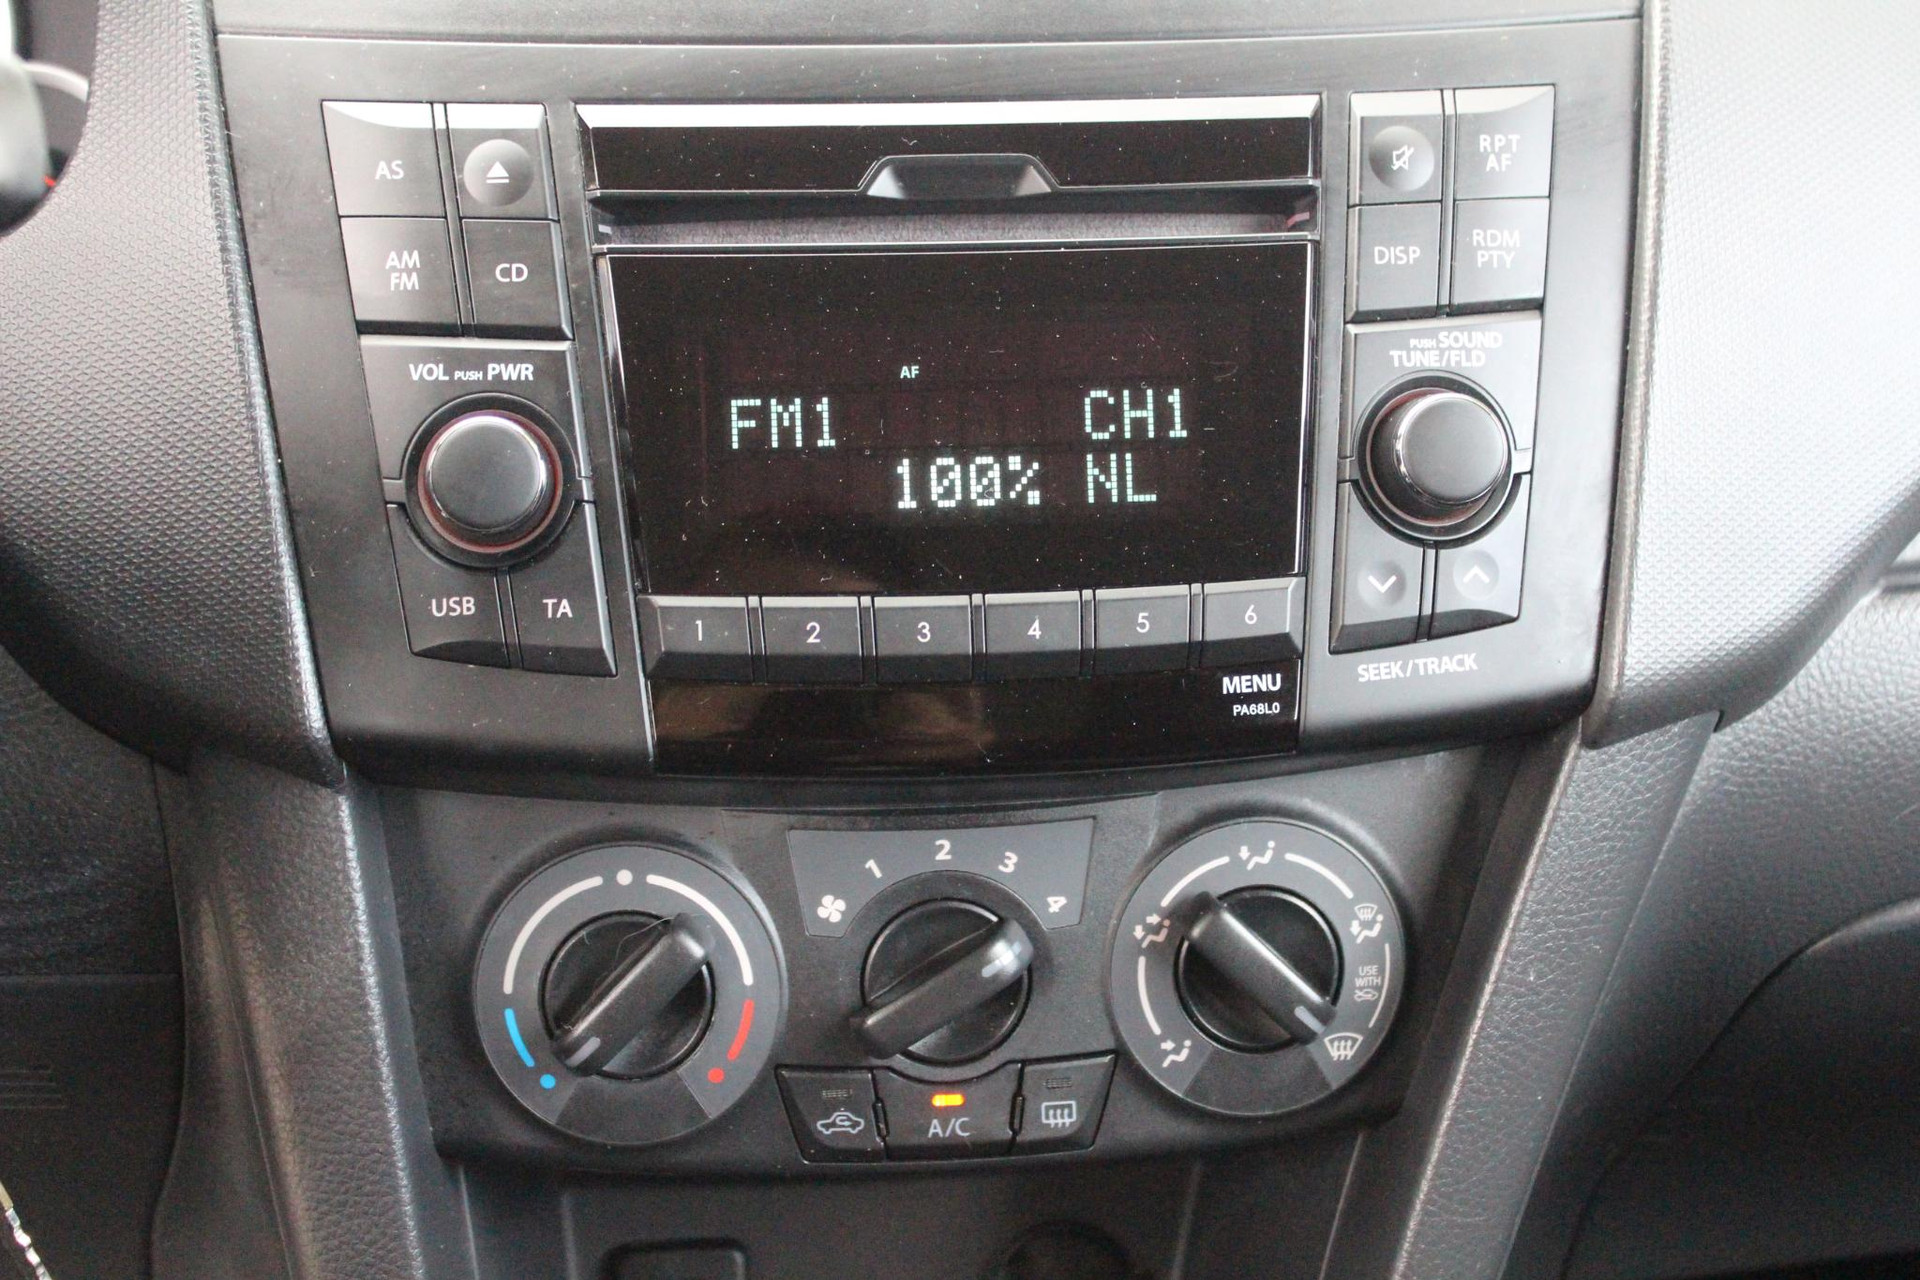 AS
RPT
AF
AM
FM
CD
DISP
RDM
PTY
VOL PUSH PWR
PUSH SOUND
TUNE/FLD
AF
FM1
CH1
100% NL
USB
TA
1
2
3
4
5
6
SEEK/TRACK
MENU
PA68L0
1
2
3
4
USE
WITH
A/C